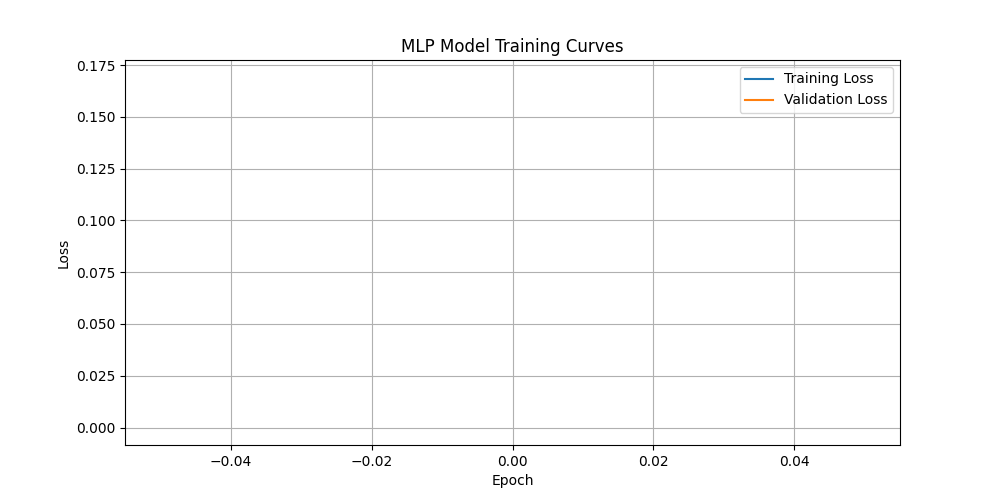 MLP Model Training Curves
Training Loss
Validation Loss
0.175
0.150
0.125
0.100
0.075
0.050
0.025
0.000
Loss
−0.04 −0.02 0.00 0.02 0.04
Epoch